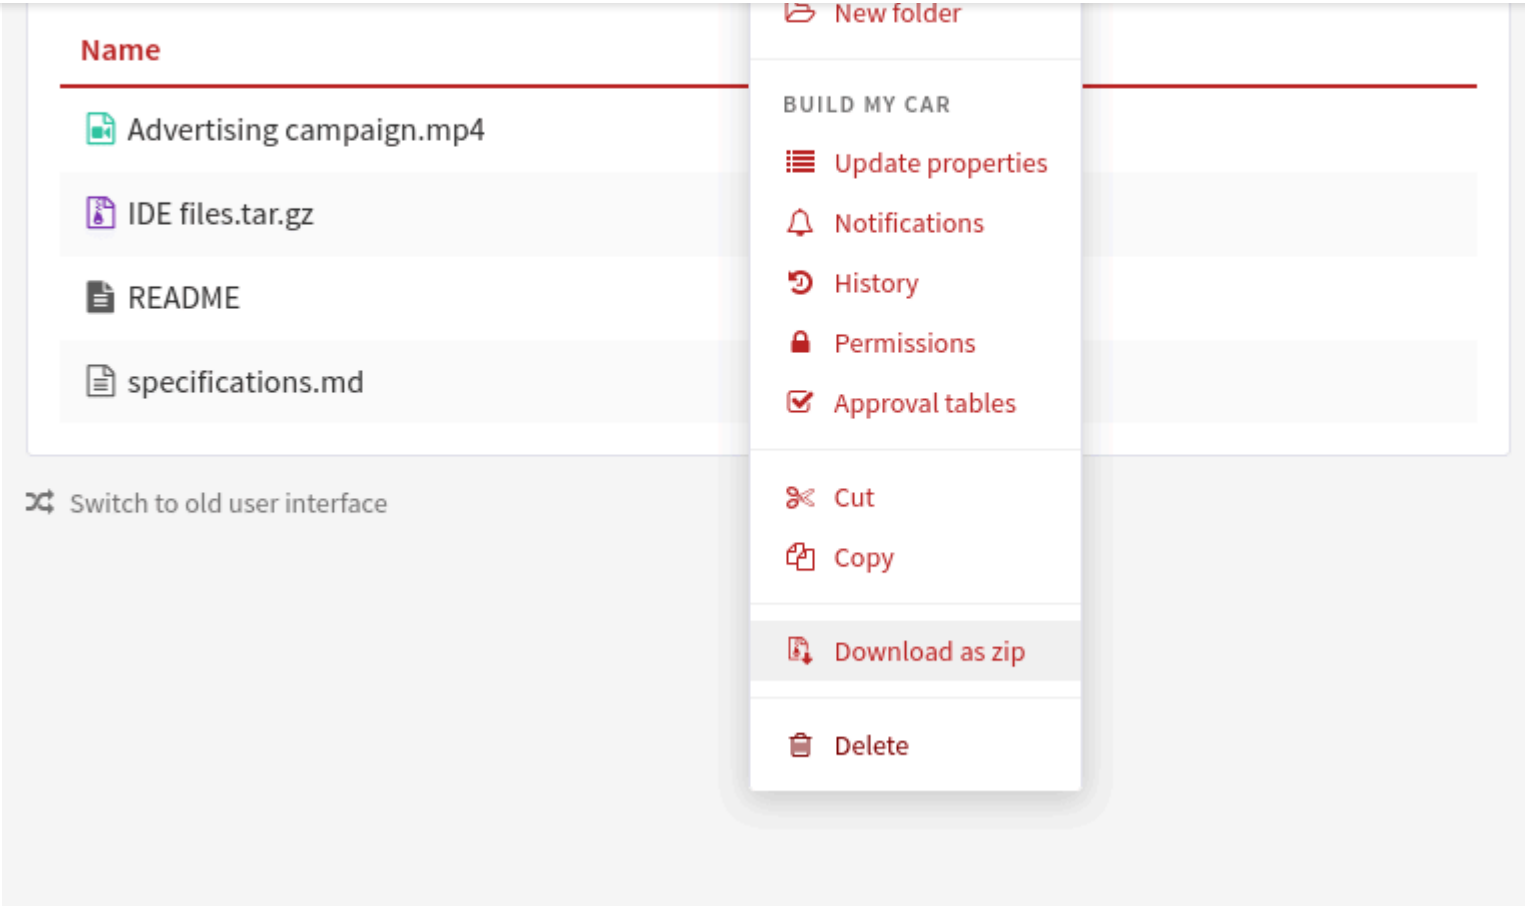 New folder
Name
BUILD MY CAR
Advertising campaign.mp4
Update properties
IDE files.tar.gz
Notifications
README
History
Permissions
specifications.md
Approval tables
Switch to old user interface
Cut
Copy
Download as zip
Delete